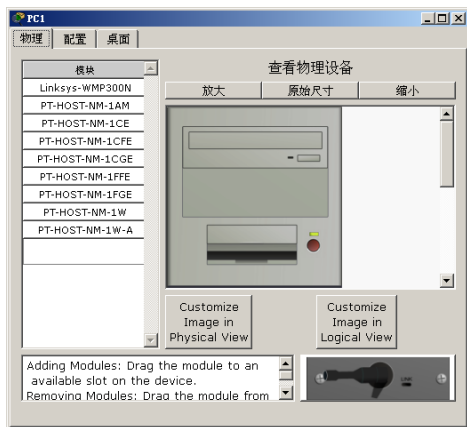 PC1
物理 配置 桌面
模块
查看物理设备
放大 原始尺寸 缩小
Linksys-WMP300N
PT-HOST-NM-1AM
PT-HOST-NM-1CE
PT-HOST-NM-1CFE
PT-HOST-NM-1CGE
PT-HOST-NM-1FFE
PT-HOST-NM-1FGE
PT-HOST-NM-1W
PT-HOST-NM-1W-A
Customize
Image in
Physical View
Customize
Image in
Logical View
Adding Modules: Drag the module to an
available slot on the device.
Removing Modules: Drag the module from
LINK